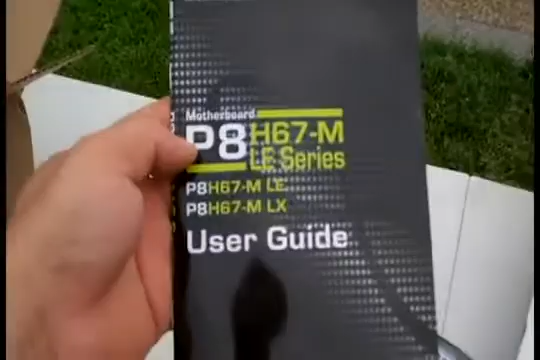 Motherboard
P8H67-M
LE Series
P8H67-M LE
P8H67-M LX
User Guide